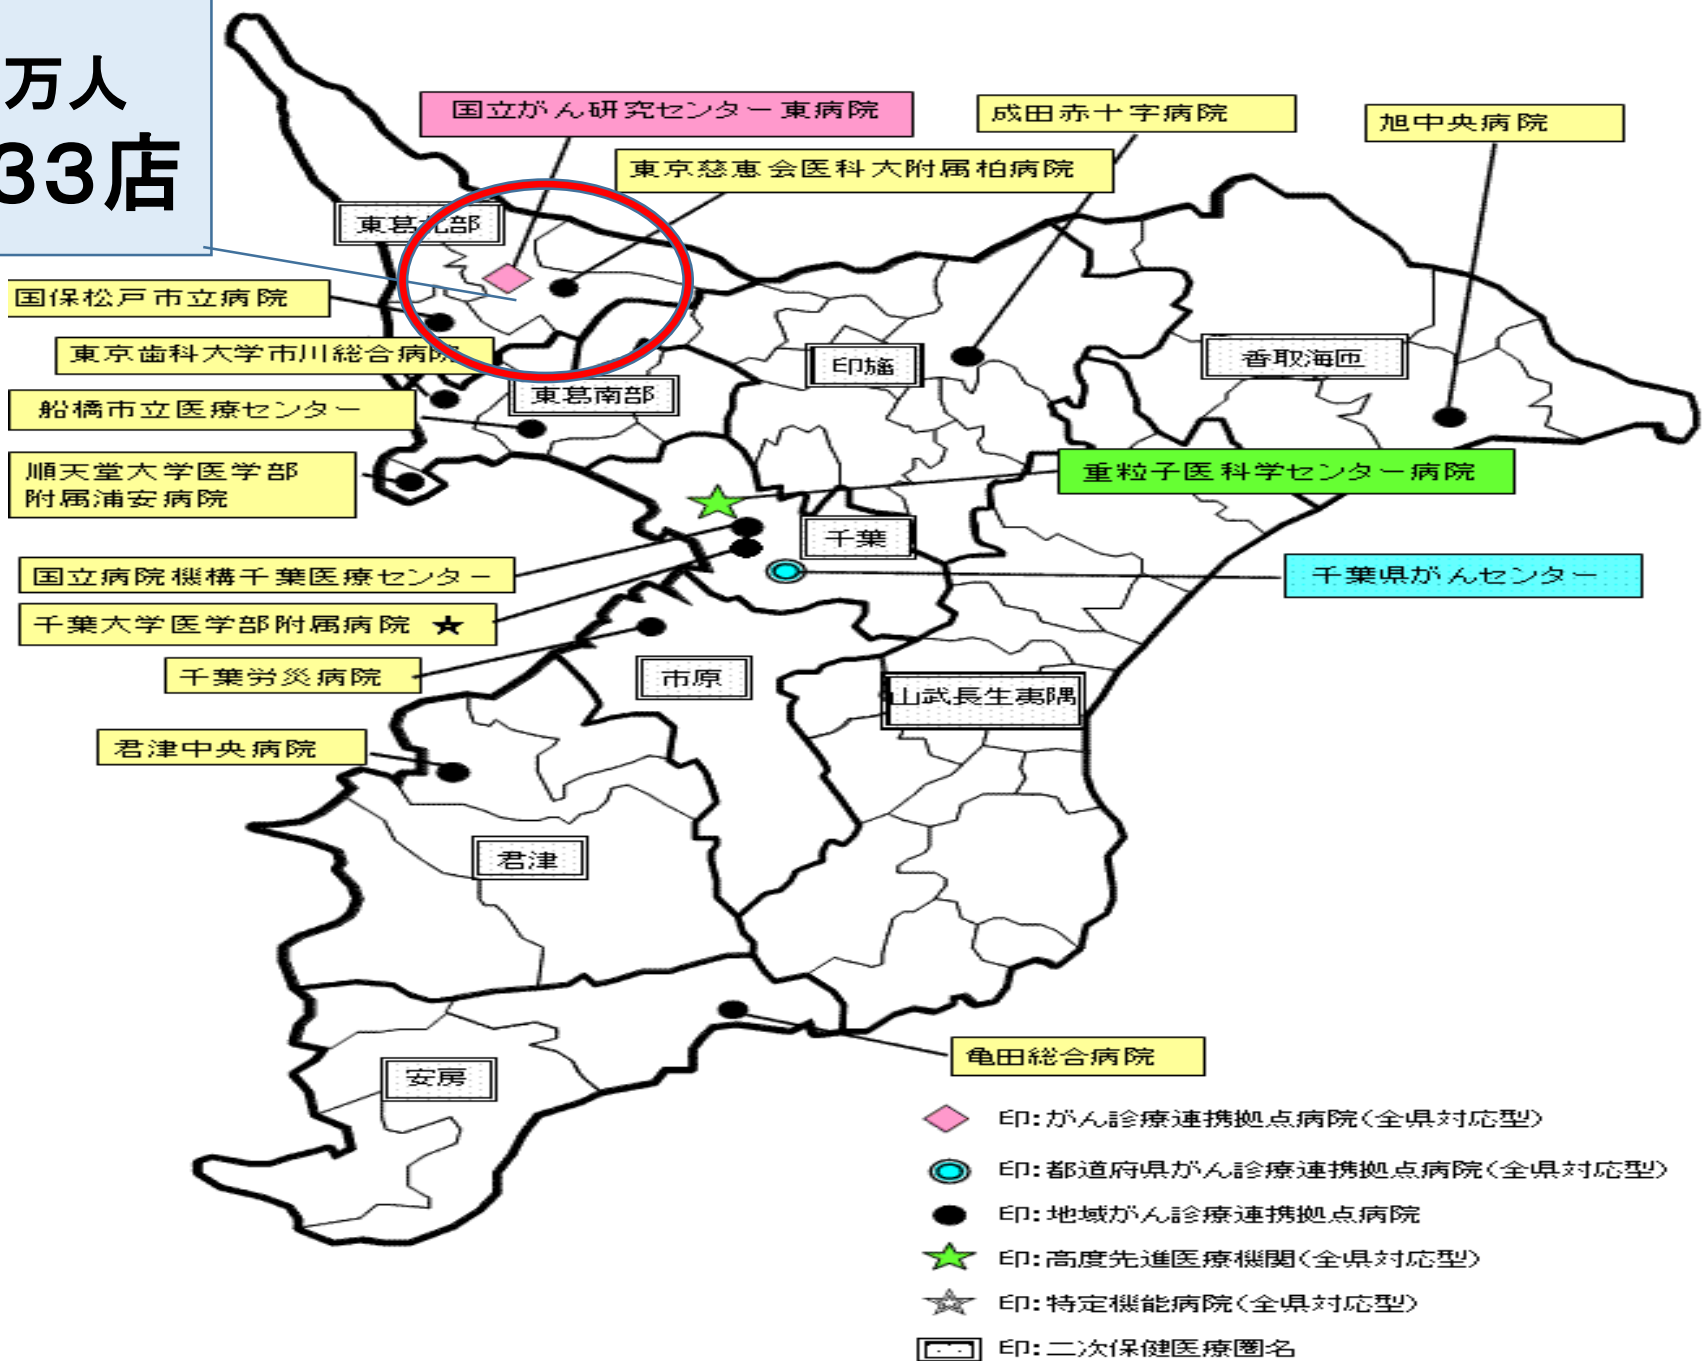 万人
33店
国立がん研究センター東病院
成田赤十字病院
旭中央病院
東京慈恵会医科大附属柏病院
東葛北部
国保松戸市立病院
東京歯科大学市川総合病院
印旛
香取海匝
東葛南部
船橋市立医療センター
順天堂大学医学部
附属浦安病院
重粒子医科学センター病院
千葉
国立病院機構千葉医療センター
千葉県がんセンター
千葉大学医学部附属病院 ★
千葉労災病院
市原
山武長生夷隅
君津中央病院
君津
亀田総合病院
安房
印:がん診療連携拠点病院(全県対応型)
印:都道府県がん診療連携拠点病院(全県対応型)
印:地域がん診療連携拠点病院
印:高度先進医療機関(全県対応型)
印:特定機能病院(全県対応型)
印:二次保健医療圏名